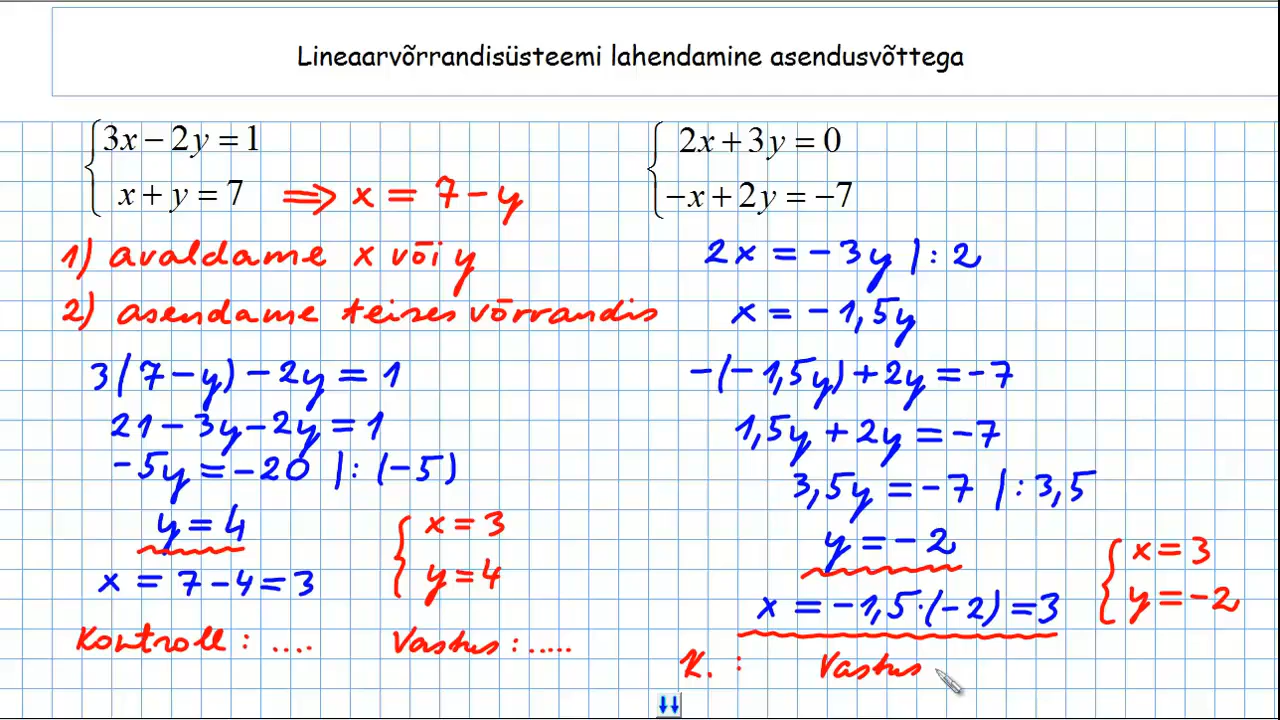 Lineaarvõrrandisüsteemi lahendamine asendusvõttega
3x − 2y = 1
x + y = 7 ⟹ x = 7 − y
1) avaldame x või y
2) asendame teises võrrandis
3(7 − y) − 2y = 1
21 − 3y − 2y = 1
−5y = −20 | : (−5)
y = 4
x = 7 − 4 = 3
x = 3
y = 4
Kontroll : .... Vastus : .....
2x + 3y = 0
−x + 2y = −7
2x = −3y | : 2
x = −1,5y
−(−1,5y) + 2y = −7
1,5y + 2y = −7
3,5y = −7 | : 3,5
y = −2
x = −1,5·(−2) = 3
x = 3
y = −2
K. : Vastus